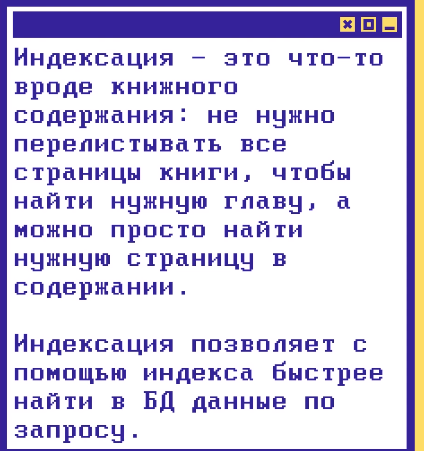 Индексация - это что-то
вроде книжного
содержания: не нужно
перелистывать все
страницы книги, чтобы
найти нужную главу, а
можно просто найти
нужную страницу в
содержании.

Индексация позволяет с
помощью индекса быстрее
найти в БД данные по
запросу.